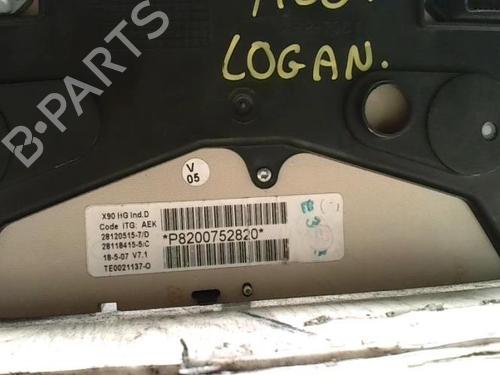 B-PARTS
LOGAN.
V
05
X90 HG Ind.D
Code ITG: AEK
28120515-7/D
28118415-5/C
18-5-07 V7.1
TE0021137-O
*P8200752820*